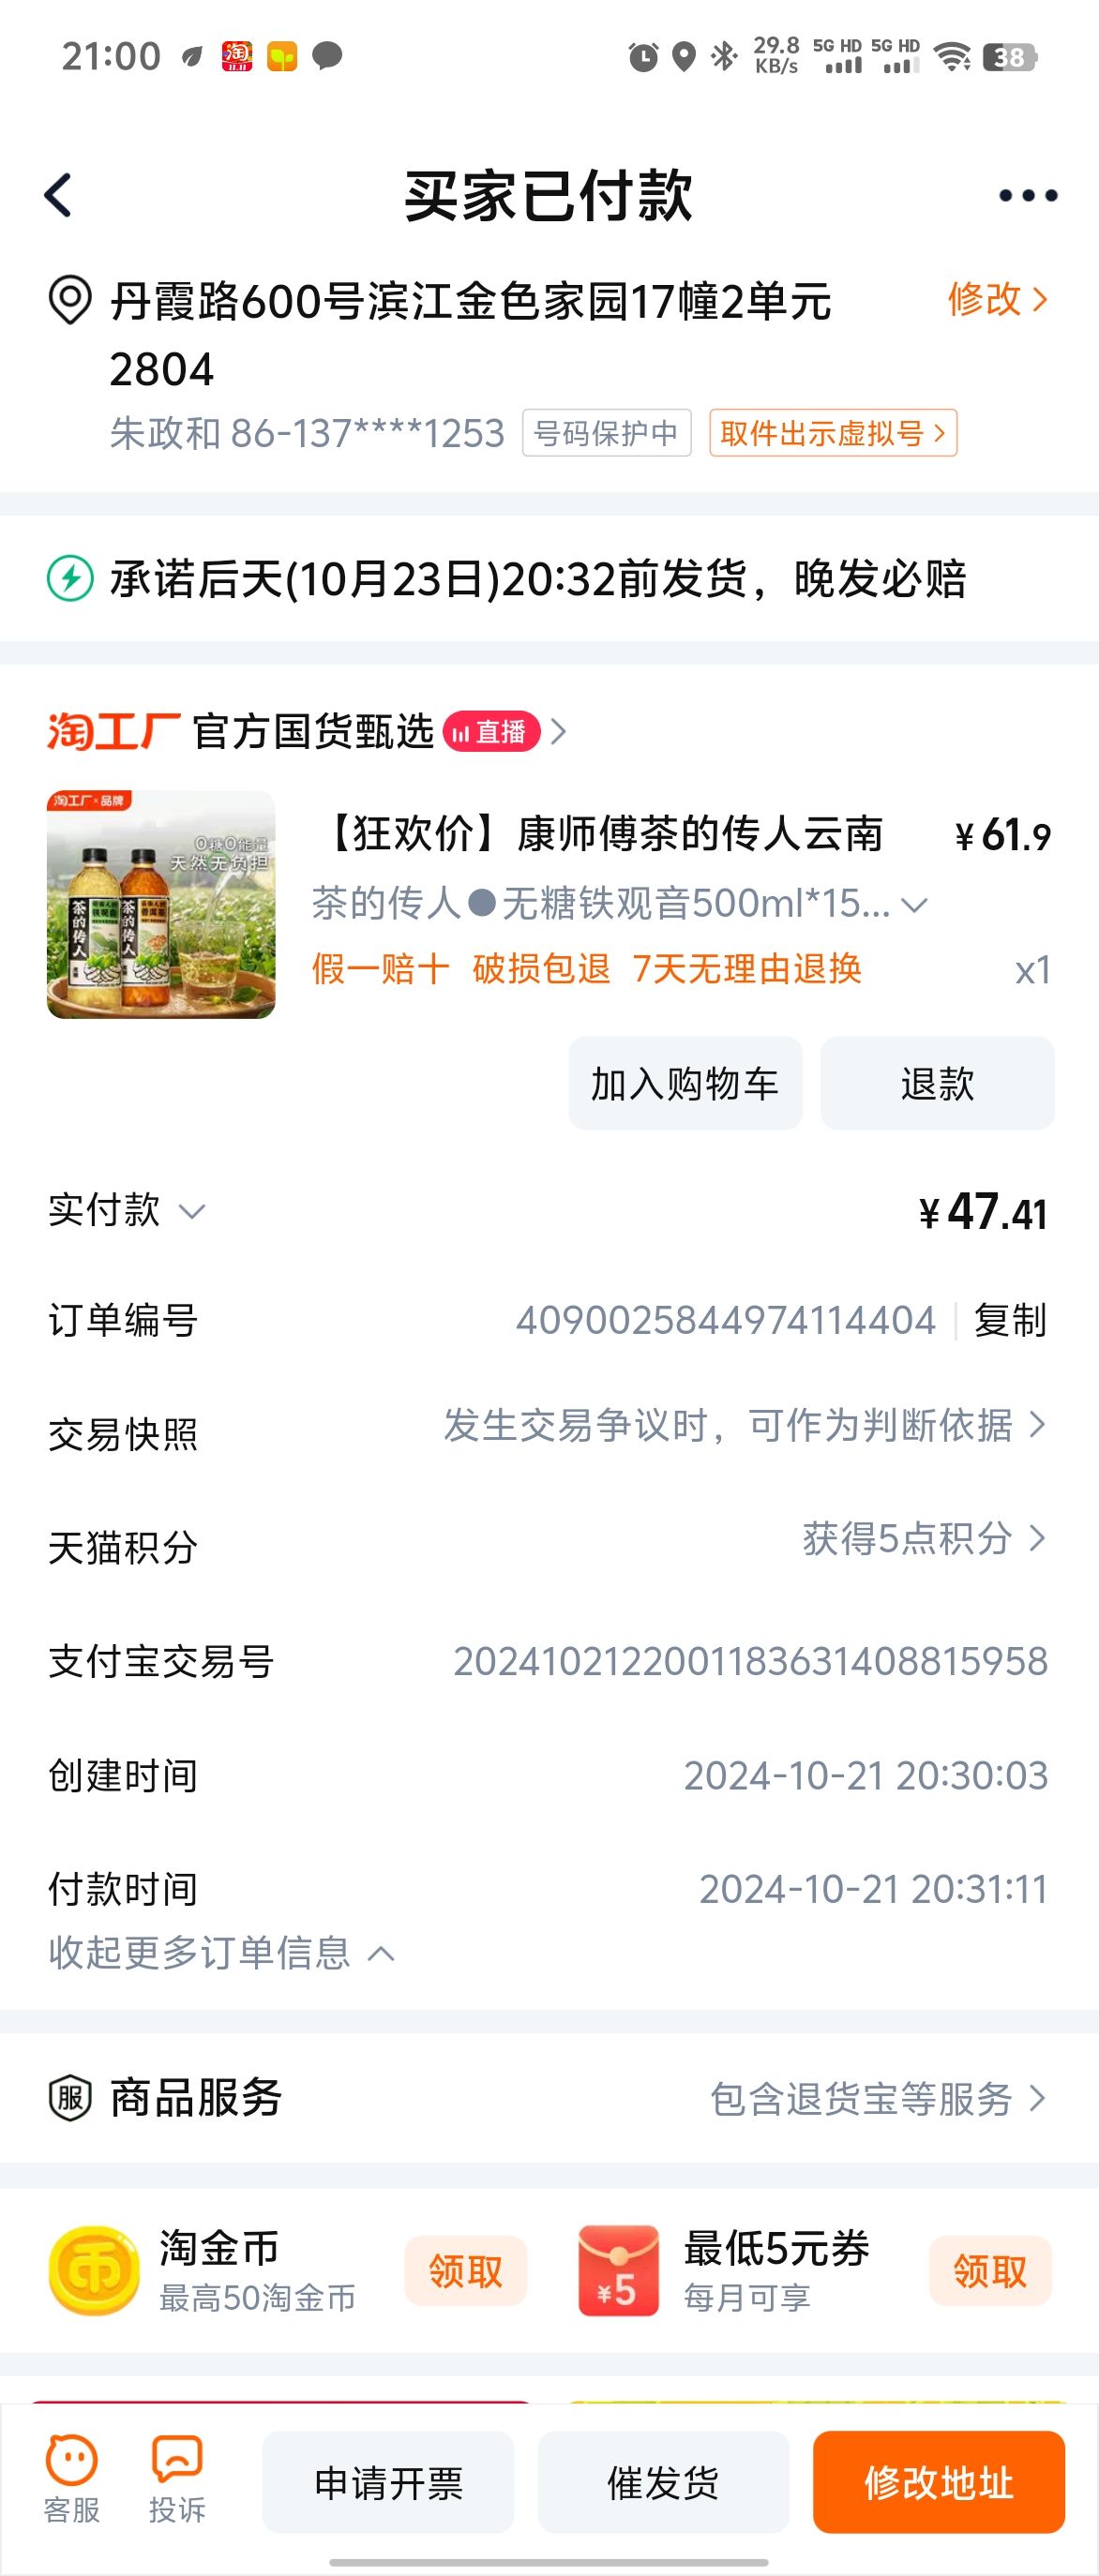 21:00
29.8 KB/s 5G HD 5G HD 38
买家已付款
丹霞路600号滨江金色家园17幢2单元 修改
2804
朱政和 86-137****1253 号码保护中 取件出示虚拟号
承诺后天(10月23日)20:32前发货，晚发必赔
淘工厂 官方国货甄选 直播
淘工厂×品牌
0糖0能量
天然无负担
茶的传人 茶的传人
【狂欢价】康师傅茶的传人云南 ¥61.9
茶的传人●无糖铁观音500ml*15...
假一赔十 破损包退 7天无理由退换 x1
加入购物车 退款
实付款 ¥47.41
订单编号 4090025844974114404 复制
交易快照 发生交易争议时，可作为判断依据
天猫积分 获得5点积分
支付宝交易号 2024102122001183631408815958
创建时间 2024-10-21 20:30:03
付款时间 2024-10-21 20:31:11
收起更多订单信息
服 商品服务 包含退货宝等服务
币 淘金币 领取 ¥5 最低5元券 领取
最高50淘金币 每月可享
客服 投诉 申请开票 催发货 修改地址